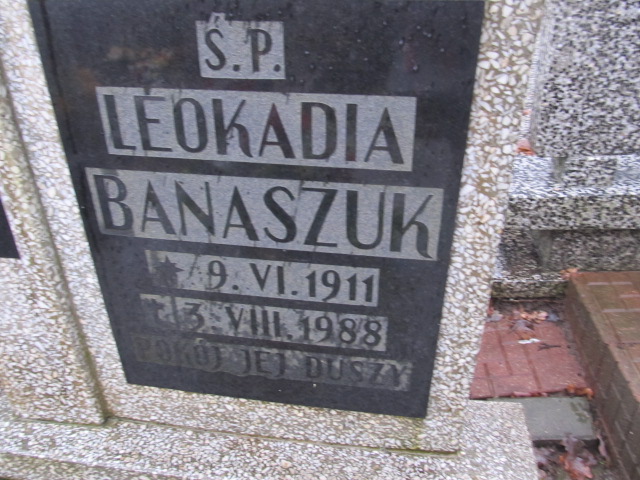 Ś.P.
LEOKADIA
BANASZUK
* 9. VI. 1911
† 3. VIII. 1988
POKÓJ JEJ DUSZY